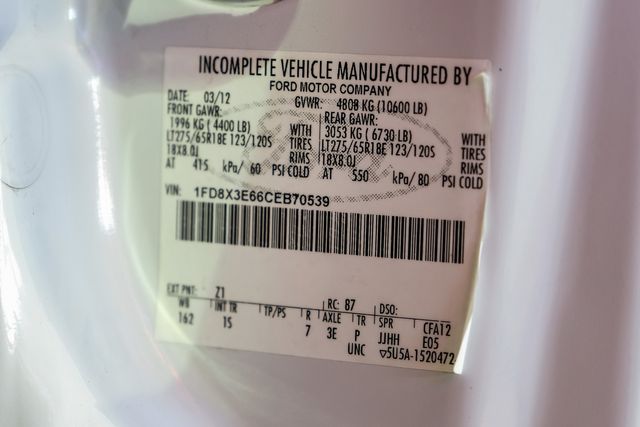 INCOMPLETE VEHICLE MANUFACTURED BY
FORD MOTOR COMPANY
DATE: 03/12 GVWR: 4808 KG (10600 LB)
FRONT GAWR: REAR GAWR:
1996 KG ( 4400 LB) WITH 3053 KG ( 6730 LB) WITH
LT275/65R18E 123/120S TIRES LT275/65R18E 123/120S TIRES
18X8.0J RIMS 18X8.0J RIMS
AT 415 kPa/ 60 PSI COLD AT 550 kPa/ 80 PSI COLD
VIN: 1FD8X3E66CEB70539
EXT PNT: Z1 RC: 87 DSO:
WB INT TR TP/PS R AXLE TR SPR CFA12
162 1S 7 3E P JJHH E05
UNC ▽5U5A-1520472